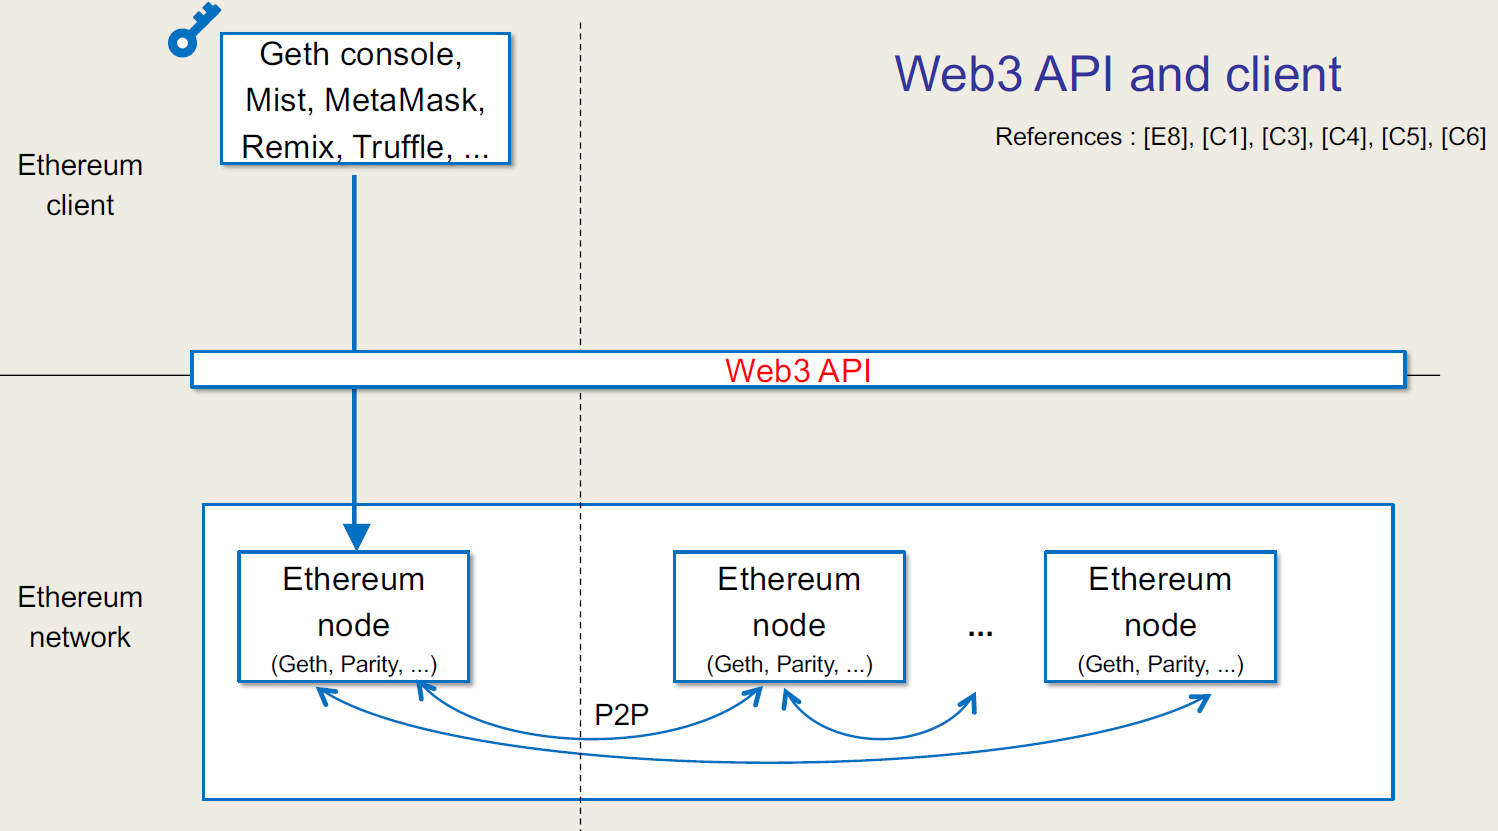 Geth console,
Mist, MetaMask,
Remix, Truffle, ...
Web3 API and client
References : [E8], [C1], [C3], [C4], [C5], [C6]
Ethereum
client
Web3 API
Ethereum
network
Ethereum
node
(Geth, Parity, ...)
Ethereum
node
(Geth, Parity, ...)
...
Ethereum
node
(Geth, Parity, ...)
P2P